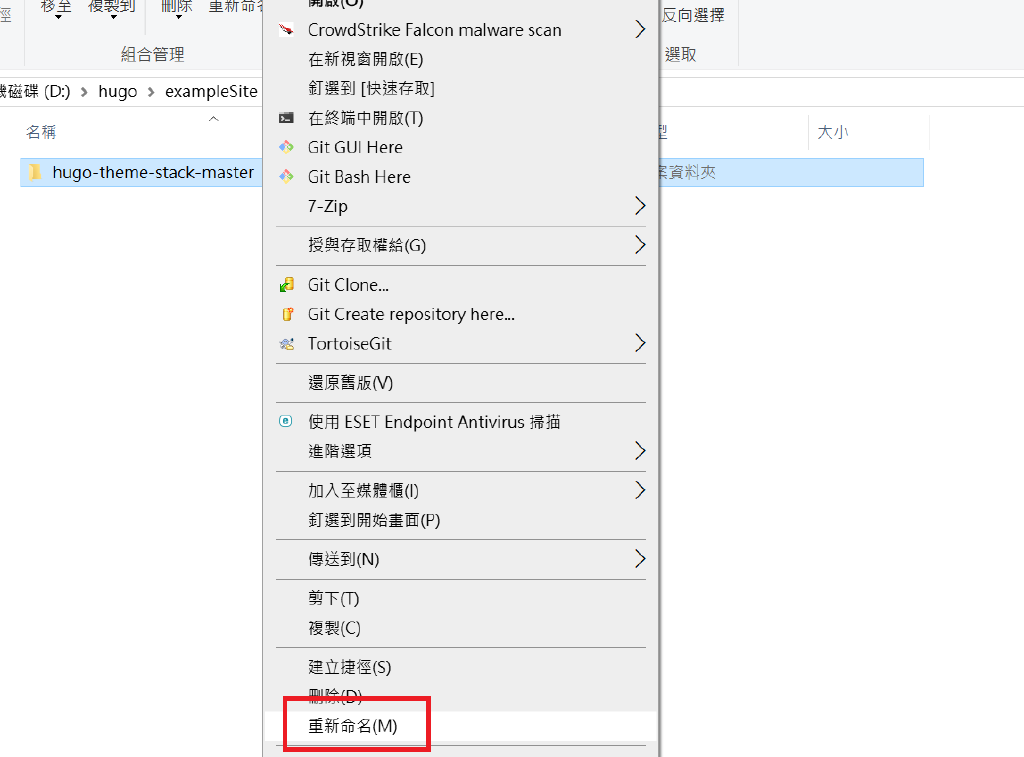 移至 複製到 刪除 重新命名 反向選擇
組合管理 選取
開啟(O)
CrowdStrike Falcon malware scan
在新視窗開啟(E)
釘選到 [快速存取]
磁碟 (D:) > hugo > exampleSite
在終端中開啟(T)
名稱 型 大小
Git GUI Here
hugo-theme-stack-master 案資料夾
Git Bash Here
7-Zip
授與存取權給(G)
Git Clone...
Git Create repository here...
TortoiseGit
還原舊版(V)
使用 ESET Endpoint Antivirus 掃描
進階選項
加入至媒體櫃(I)
釘選到開始畫面(P)
傳送到(N)
剪下(T)
複製(C)
建立捷徑(S)
刪除(D)
重新命名(M)